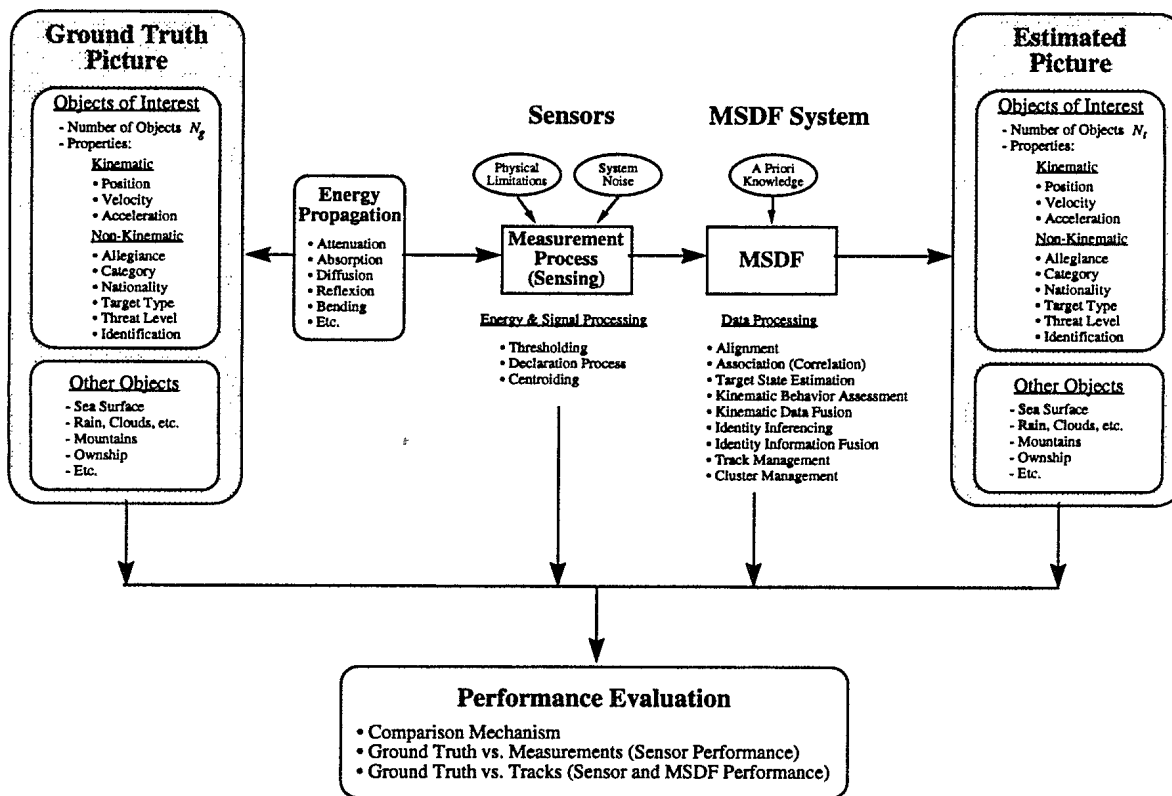 Ground Truth
Picture
Objects of Interest
- Number of Objects N_g
- Properties:
Kinematic
• Position
• Velocity
• Acceleration
Non-Kinematic
• Allegiance
• Category
• Nationality
• Target Type
• Threat Level
• Identification
Other Objects
- Sea Surface
- Rain, Clouds, etc.
- Mountains
- Ownship
- Etc.
Energy
Propagation
• Attenuation
• Absorption
• Diffusion
• Reflexion
• Bending
• Etc.
Sensors
Physical
Limitations
System
Noise
Measurement
Process
(Sensing)
Energy & Signal Processing
• Thresholding
• Declaration Process
• Centroiding
MSDF System
A Priori
Knowledge
MSDF
Data Processing
• Alignment
• Association (Correlation)
• Target State Estimation
• Kinematic Behavior Assessment
• Kinematic Data Fusion
• Identity Inferencing
• Identity Information Fusion
• Track Management
• Cluster Management
Estimated
Picture
Objects of Interest
- Number of Objects N_t
- Properties:
Kinematic
• Position
• Velocity
• Acceleration
Non-Kinematic
• Allegiance
• Category
• Nationality
• Target Type
• Threat Level
• Identification
Other Objects
- Sea Surface
- Rain, Clouds, etc.
- Mountains
- Ownship
- Etc.
Performance Evaluation
• Comparison Mechanism
• Ground Truth vs. Measurements (Sensor Performance)
• Ground Truth vs. Tracks (Sensor and MSDF Performance)